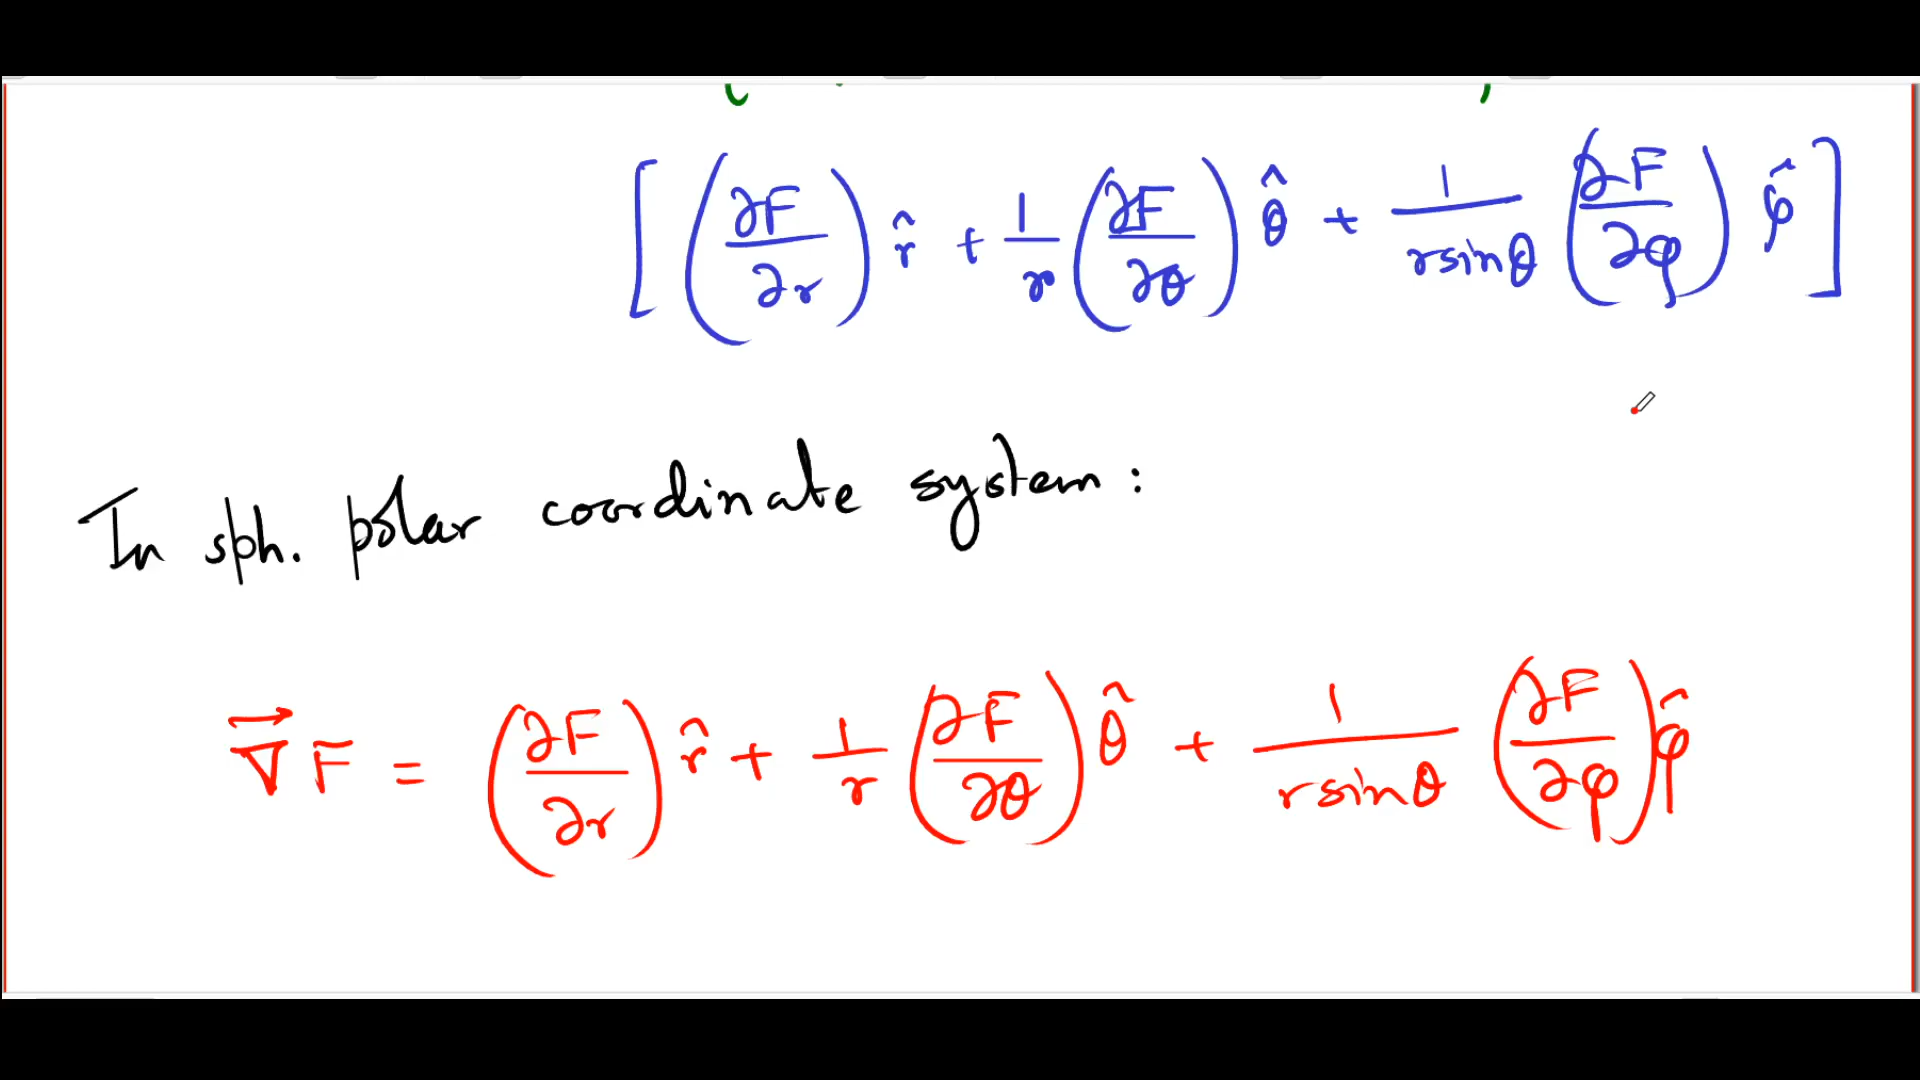 [(∂F/∂r) r̂ + 1/r (∂F/∂θ) θ̂ + 1/(r sinθ) (∂F/∂φ) φ̂]
In sph. polar coordinate system:
∇⃗F = (∂F/∂r) r̂ + 1/r (∂F/∂θ) θ̂ + 1/(r sinθ) (∂F/∂φ) φ̂